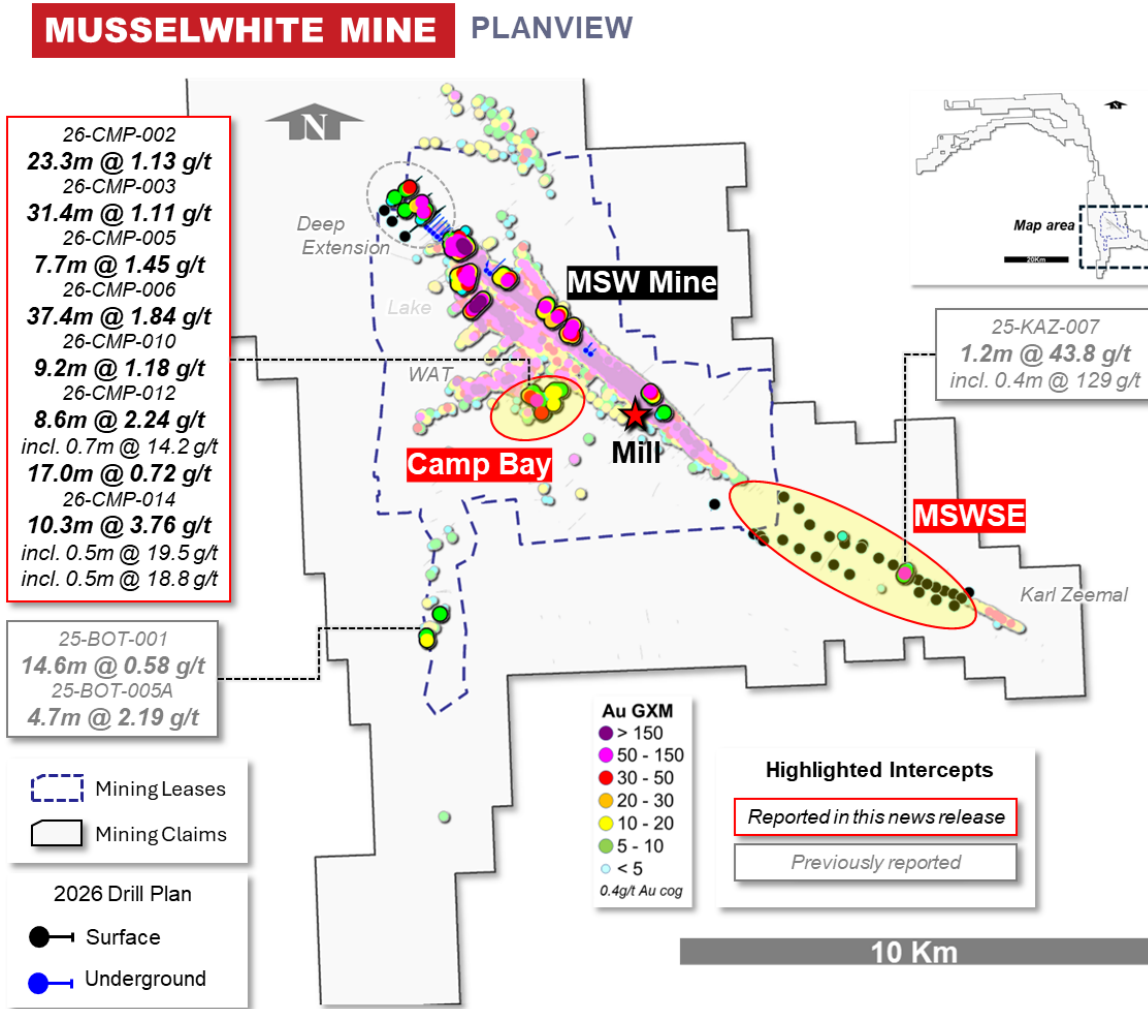 MUSSELWHITE MINE PLANVIEW
26-CMP-002
23.3m @ 1.13 g/t
26-CMP-003
31.4m @ 1.11 g/t
26-CMP-005
7.7m @ 1.45 g/t
26-CMP-006
37.4m @ 1.84 g/t
26-CMP-010
9.2m @ 1.18 g/t
26-CMP-012
8.6m @ 2.24 g/t
incl. 0.7m @ 14.2 g/t
17.0m @ 0.72 g/t
26-CMP-014
10.3m @ 3.76 g/t
incl. 0.5m @ 19.5 g/t
incl. 0.5m @ 18.8 g/t
25-BOT-001
14.6m @ 0.58 g/t
25-BOT-005A
4.7m @ 2.19 g/t
Mining Leases
Mining Claims
2026 Drill Plan
Surface
Underground
N
Deep
Extension
Lake
WAT
MSW Mine
Camp Bay
Mill
MSWSE
Karl Zeemal
N
Map area
20Km
25-KAZ-007
1.2m @ 43.8 g/t
incl. 0.4m @ 129 g/t
Au GXM
> 150
50 - 150
30 - 50
20 - 30
10 - 20
5 - 10
< 5
0.4g/t Au cog
Highlighted Intercepts
Reported in this news release
Previously reported
10 Km